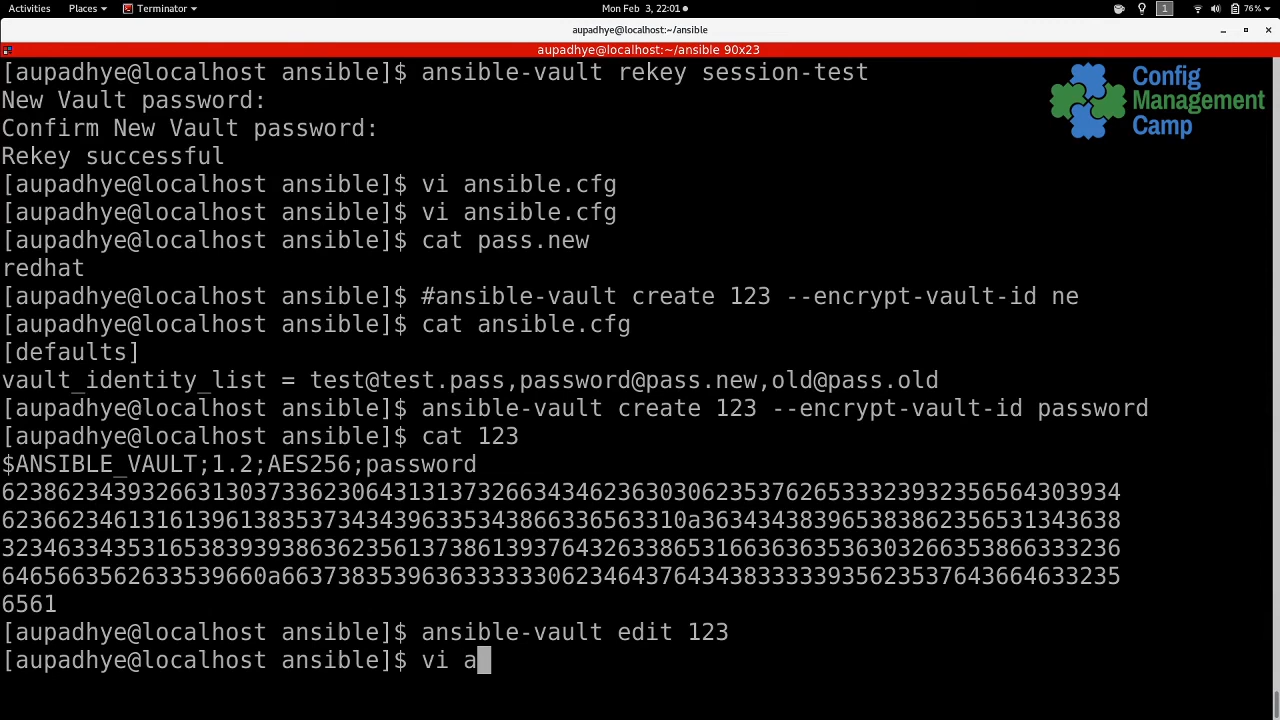 Activities Places Terminator Mon Feb 3, 22:01 1 76%
aupadhye@localhost:~/ansible
aupadhye@localhost:~/ansible 90x23
[aupadhye@localhost ansible]$ ansible-vault rekey session-test
New Vault password:
Confirm New Vault password:
Rekey successful
[aupadhye@localhost ansible]$ vi ansible.cfg
[aupadhye@localhost ansible]$ vi ansible.cfg
[aupadhye@localhost ansible]$ cat pass.new
redhat
[aupadhye@localhost ansible]$ #ansible-vault create 123 --encrypt-vault-id ne
[aupadhye@localhost ansible]$ cat ansible.cfg
[defaults]
vault_identity_list = test@test.pass,password@pass.new,old@pass.old
[aupadhye@localhost ansible]$ ansible-vault create 123 --encrypt-vault-id password
[aupadhye@localhost ansible]$ cat 123
$ANSIBLE_VAULT;1.2;AES256;password
62386234393266313037336230643131373266343462363030623537626533323932356564303934
6236623461316139613835373434396335343866336563310a363434383965383862356531343638
32346334353165383939386362356137386139376432633865316636363536303266353866333236
6465663562633539660a663738353963633333330623464376434383333393562353764366463323​5
6561
[aupadhye@localhost ansible]$ ansible-vault edit 123
[aupadhye@localhost ansible]$ vi a
Config
Management
Camp